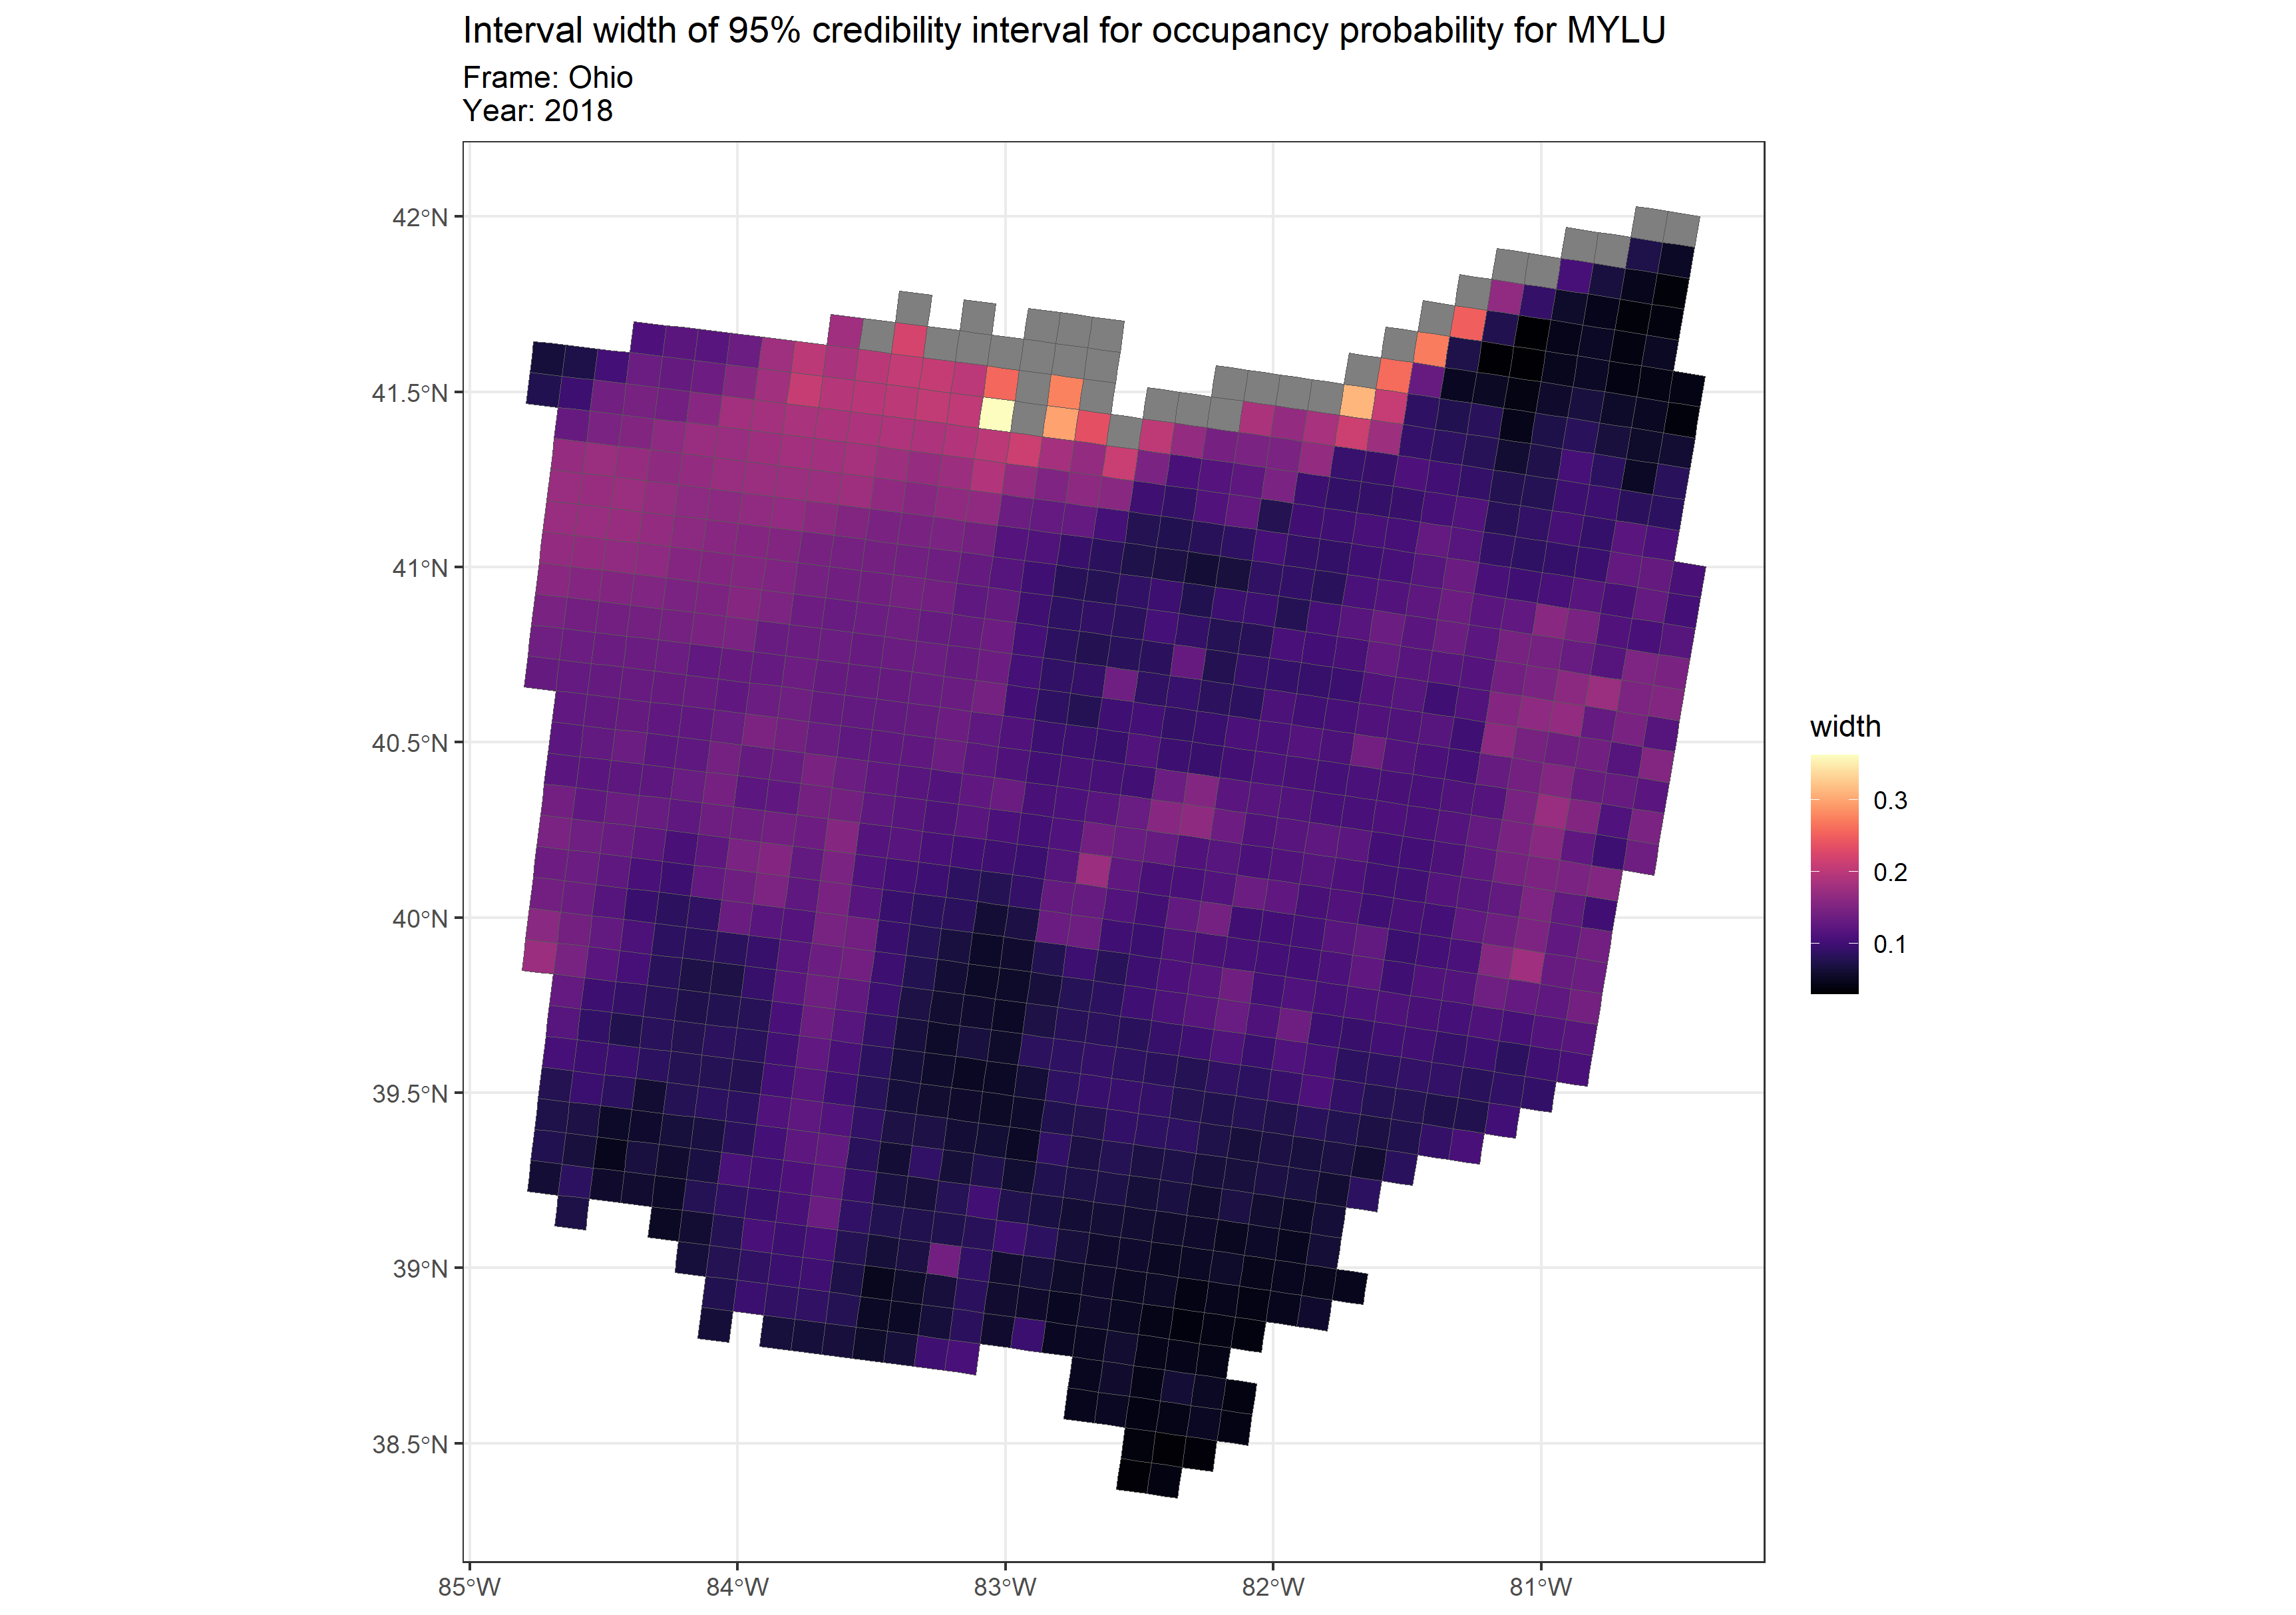 Interval width of 95% credibility interval for occupancy probability for MYLU
Frame: Ohio
Year: 2018
42°N
41.5°N
41°N
40.5°N
40°N
39.5°N
39°N
38.5°N
85°W
84°W
83°W
82°W
81°W
width
0.3
0.2
0.1